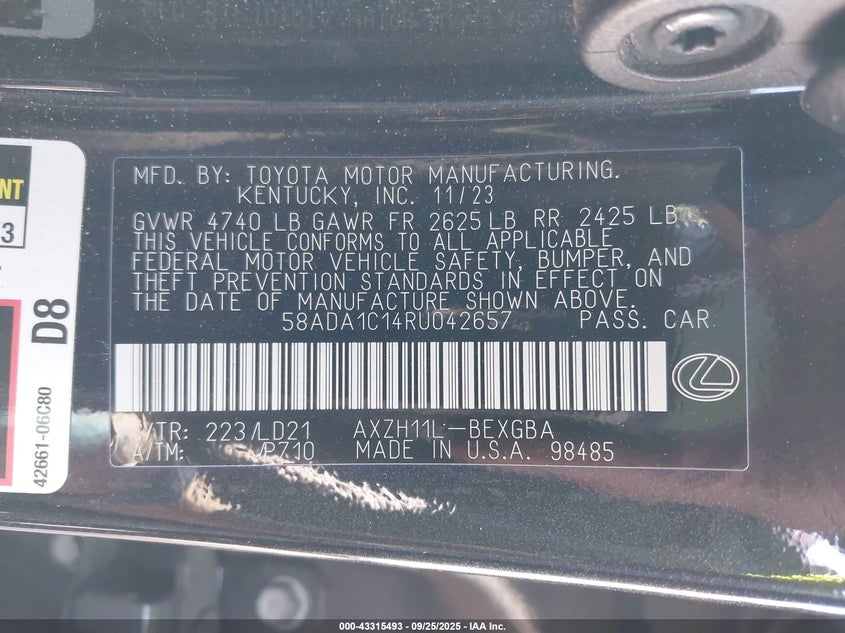 MFD. BY: TOYOTA MOTOR MANUFACTURING.
KENTUCKY, INC. 11/23
GVWR 4740 LB GAWR FR 2625 LB RR 2425 LB
THIS VEHICLE CONFORMS TO ALL APPLICABLE
FEDERAL MOTOR VEHICLE SAFETY, BUMPER, AND
THEFT PREVENTION STANDARDS IN EFFECT ON
THE DATE OF MANUFACTURE SHOWN ABOVE.
58ADA1C14RU042657 PASS. CAR
C/TR: 223/LD21 AXZH11L-BEXGBA
A/TM: /PZ10 MADE IN U.S.A. 98485
3
D8
42661-06C80
000-43315493 - 09/25/2025 - IAA Inc.